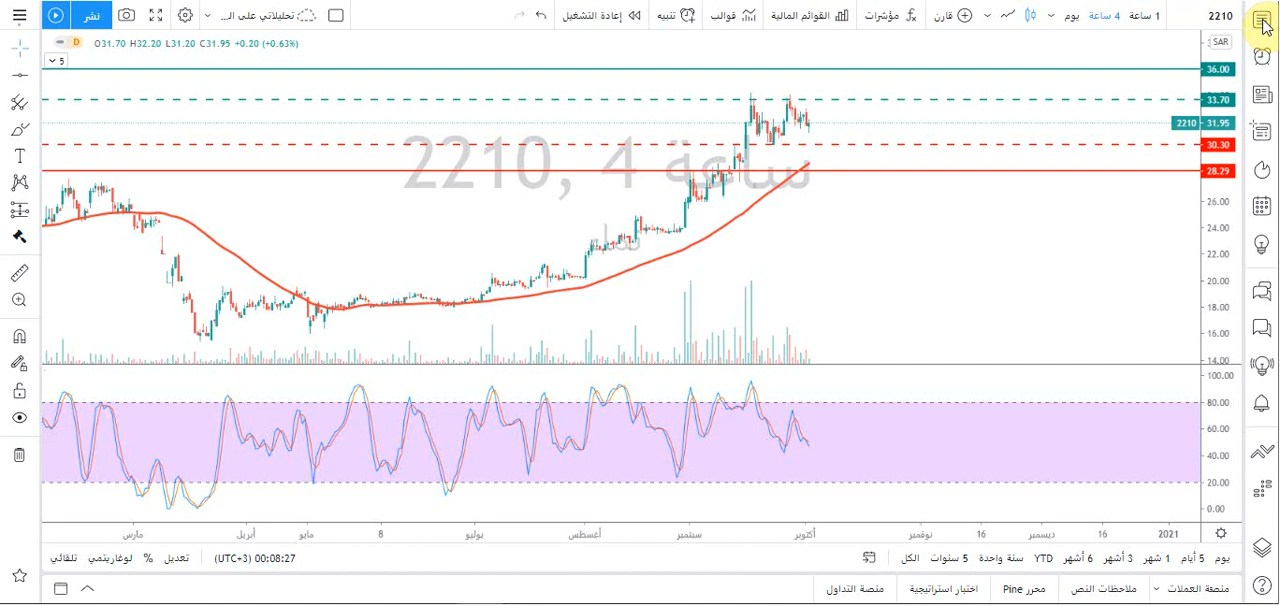 2210
1 ساعة
4 ساعة
يوم
قارن
مؤشرات
القوائم المالية
قوالب
تنبيه
إعادة التشغيل
تحليلاتي على الـ...
نشر
D O31.70 H32.20 L31.20 C31.95 +0.20 (+0.63%)
5
SAR
36.00
33.70
2210 31.95
30.30
28.29
26.00
24.00
22.00
20.00
18.00
16.00
14.00
2210, 4 ساعة
نماء
100.00
80.00
60.00
40.00
20.00
0.00
مارس
أبريل
مايو
8
يوليو
أغسطس
سبتمبر
أكتوبر
نوفمبر
16
ديسمبر
16
2021
يوم
5 أيام
1 شهر
3 أشهر
6 أشهر
YTD
سنة واحدة
5 سنوات
الكل
00:08:27 (UTC+3)
تعديل
%
لوغاريتمي
تلقائي
منصة العملات
ملاحظات النص
محرر Pine
اختبار استراتيجية
منصة التداول